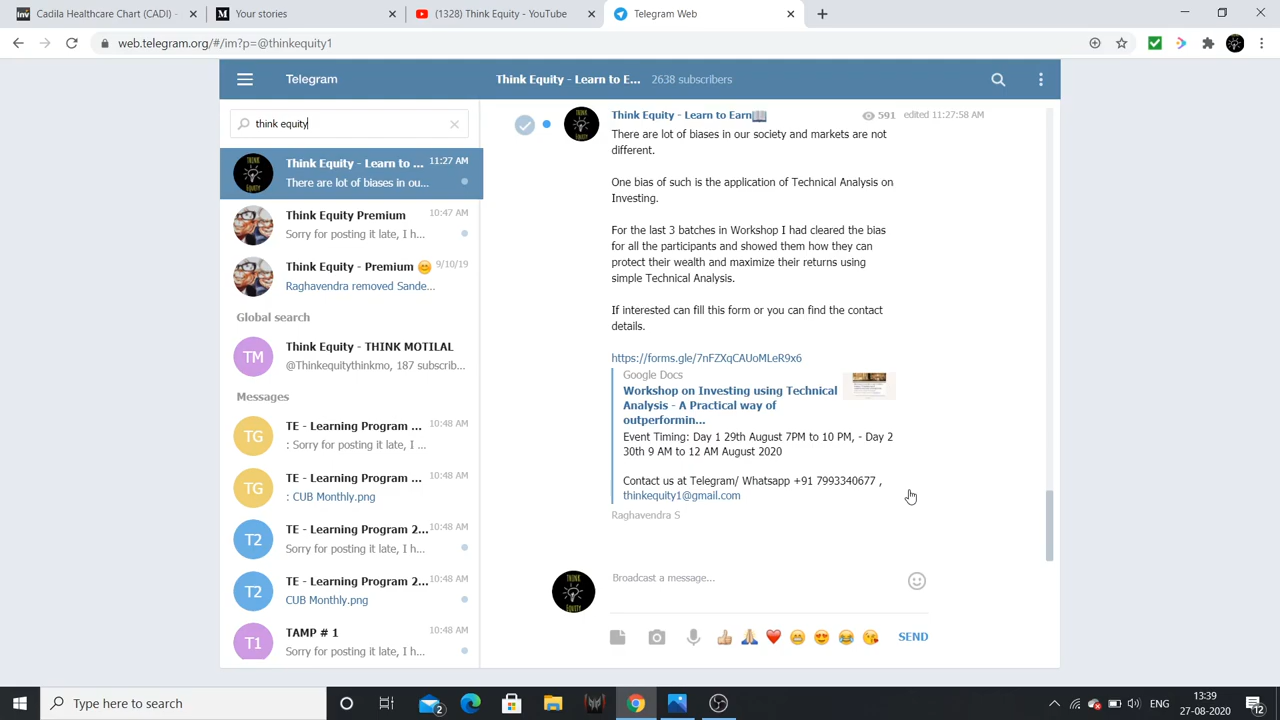 Cadila Healthcare Chart (CADI) -
Your stories
(1328) Think Equity - YouTube
Telegram Web
web.telegram.org/#/im?p=@thinkequity1
Telegram
Think Equity - Learn to E...
2638 subscribers
think equity
Think Equity - Learn to ...
11:27 AM
There are lot of biases in ou...
Think Equity Premium
10:47 AM
Sorry for posting it late, I h...
Think Equity - Premium 😊
9/10/19
Raghavendra removed Sande...
Global search
TM
Think Equity - THINK MOTILAL
@Thinkequitythinkmo, 187 subscrib...
Messages
TG
TE - Learning Program ...
10:48 AM
: Sorry for posting it late, I ...
TG
TE - Learning Program ...
10:48 AM
: CUB Monthly.png
T2
TE - Learning Program 2...
10:48 AM
Sorry for posting it late, I h...
T2
TE - Learning Program 2...
10:48 AM
CUB Monthly.png
T1
TAMP # 1
10:48 AM
Sorry for posting it late, I h...
Think Equity - Learn to Earn📖
591
edited 11:27:58 AM
There are lot of biases in our society and markets are not
different.
One bias of such is the application of Technical Analysis on
Investing.
For the last 3 batches in Workshop I had cleared the bias
for all the participants and showed them how they can
protect their wealth and maximize their returns using
simple Technical Analysis.
If interested can fill this form or you can find the contact
details.
https://forms.gle/7nFZXqCAUoMLeR9x6
Google Docs
Workshop on Investing using Technical
Analysis - A Practical way of
outperformin...
Event Timing: Day 1 29th August 7PM to 10 PM, - Day 2
30th 9 AM to 12 AM August 2020
Contact us at Telegram/ Whatsapp +91 7993340677 ,
thinkequity1@gmail.com
Raghavendra S
THINK
EQUITY
Broadcast a message...
SEND
Type here to search
2
ENG
13:39
27-08-2020
12